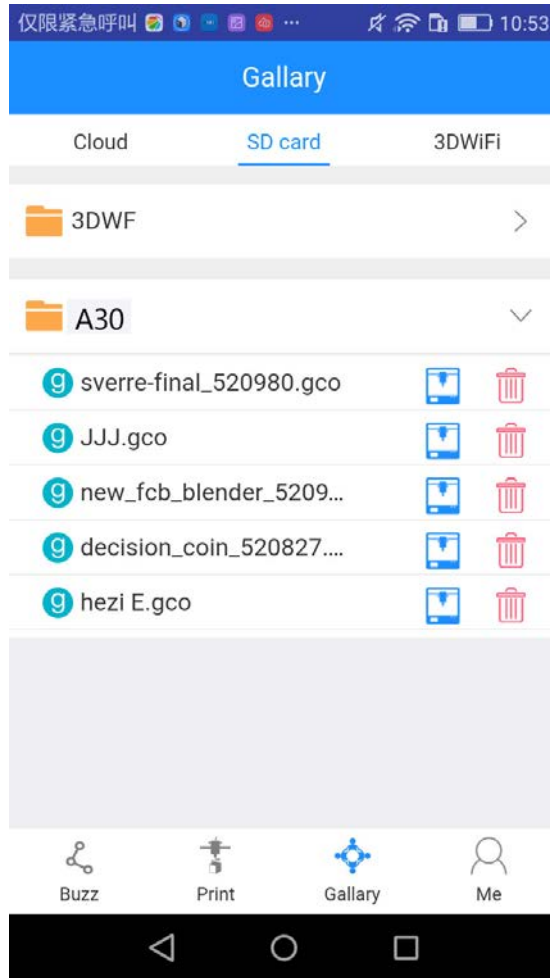 仅限紧急呼叫 ... 10:53
Gallary
Cloud SD card 3DWiFi
3DWF
A30
g sverre-final_520980.gco
g JJJ.gco
g new_fcb_blender_5209...
g decision_coin_520827....
g hezi E.gco
Buzz Print Gallary Me